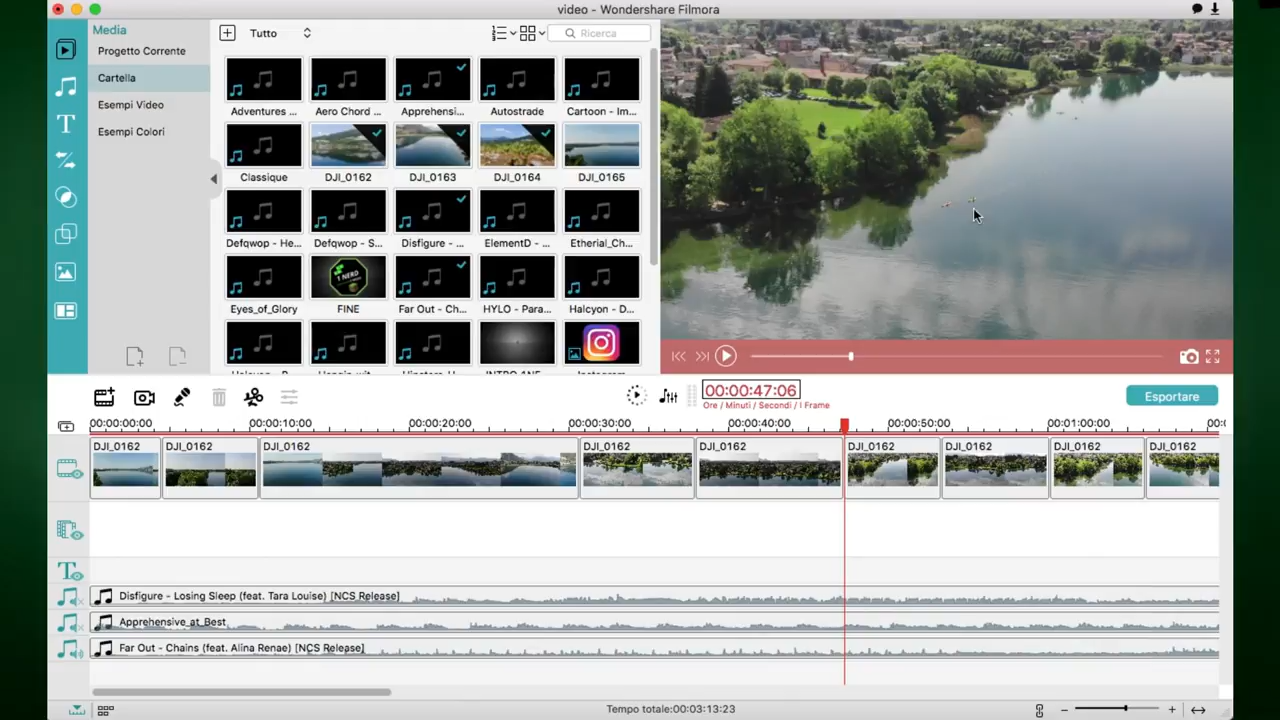 video - Wondershare Filmora
Media
Progetto Corrente
Cartella
Esempi Video
Esempi Colori
Tutto
Ricerca
Adventures ...
Aero Chord ...
Apprehensi...
Autostrade
Cartoon - Im...
Classique
DJI_0162
DJI_0163
DJI_0164
DJI_0165
Defqwop - He...
Defqwop - S...
Disfigure - ...
ElementD - ...
Etherial_Ch...
1 NERD
Eyes_of_Glory
FINE
Far Out - Ch...
HYLO - Para...
Halcyon - D...
00:00:47:06
Ore / Minuti / Secondi / I Frame
Esportare
00:00:00:00
00:00:10:00
00:00:20:00
00:00:30:00
00:00:40:00
00:00:50:00
00:01:00:00
DJI_0162
DJI_0162
DJI_0162
DJI_0162
DJI_0162
DJI_0162
DJI_0162
DJI_0162
DJI_0162
Disfigure - Losing Sleep (feat. Tara Louise) [NCS Release]
Apprehensive_at_Best
Far Out - Chains (feat. Alina Renae) [NCS Release]
Tempo totale:00:03:13:23